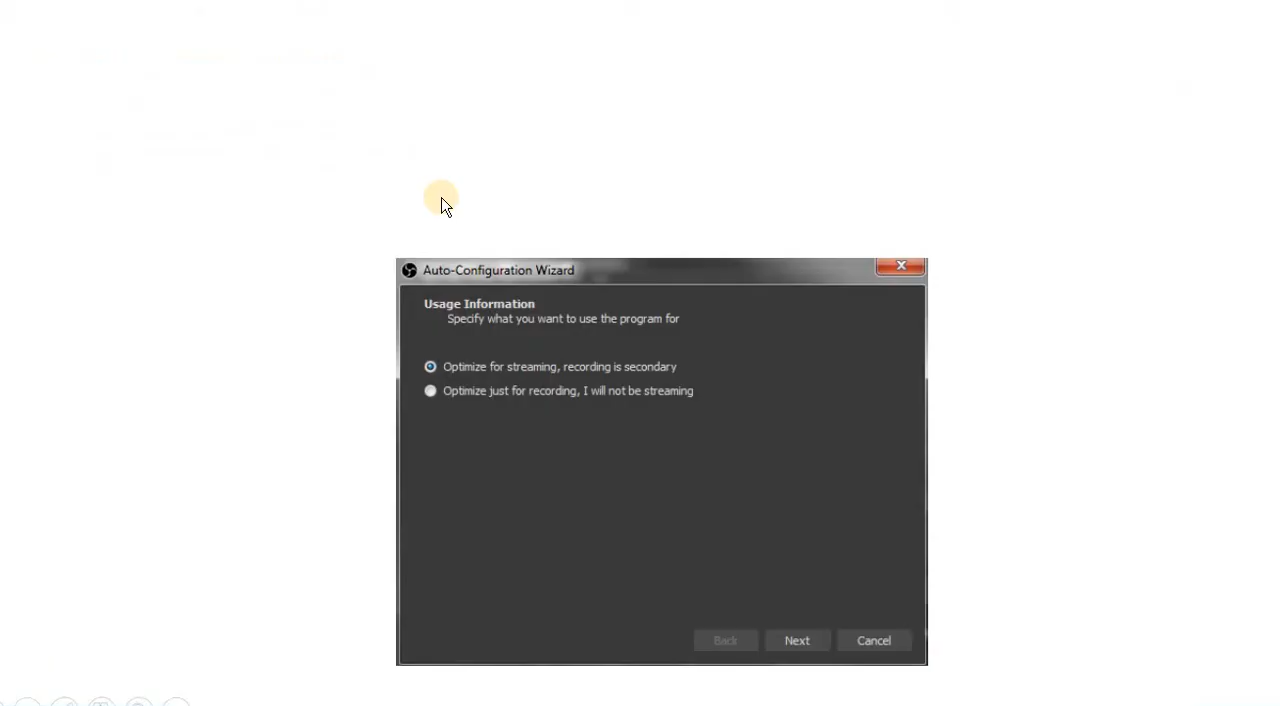 Auto-Configuration Wizard
Usage Information
Specify what you want to use the program for
Optimize for streaming, recording is secondary
Optimize just for recording, I will not be streaming
Back Next Cancel